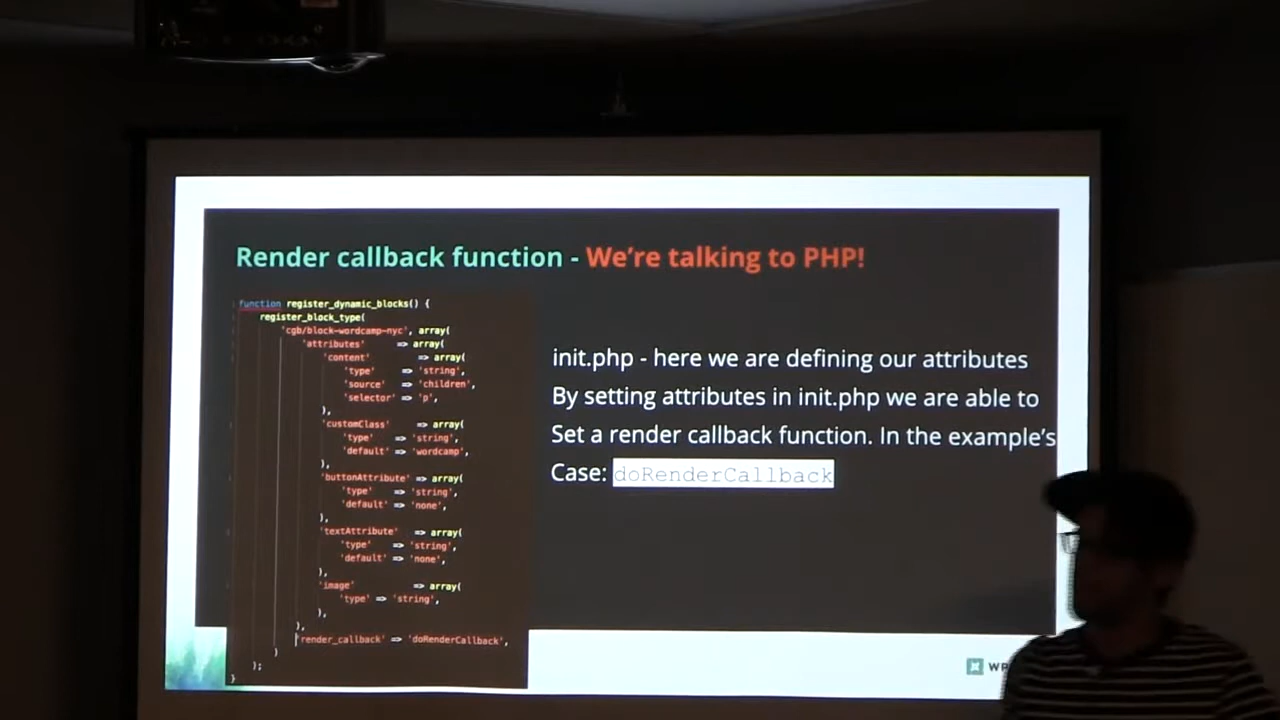 Render callback function - We're talking to PHP!
function register_dynamic_blocks() {
register_block_type(
'cgb/block-wordcamp-nyc', array(
'attributes' => array(
'content' => array(
'type' => 'string',
'source' => 'children',
'selector' => 'p',
),
'customClass' => array(
'type' => 'string',
'default' => 'wordcamp',
),
'buttonAttribute' => array(
'type' => 'string',
'default' => 'none',
),
'textAttribute' => array(
'type' => 'string',
'default' => 'none',
),
'image' => array(
'type' => 'string',
),
),
'render_callback' => 'doRenderCallback',
)
);
}
init.php - here we are defining our attributes
By setting attributes in init.php we are able to
Set a render callback function. In the example's
Case: doRenderCallback
WP